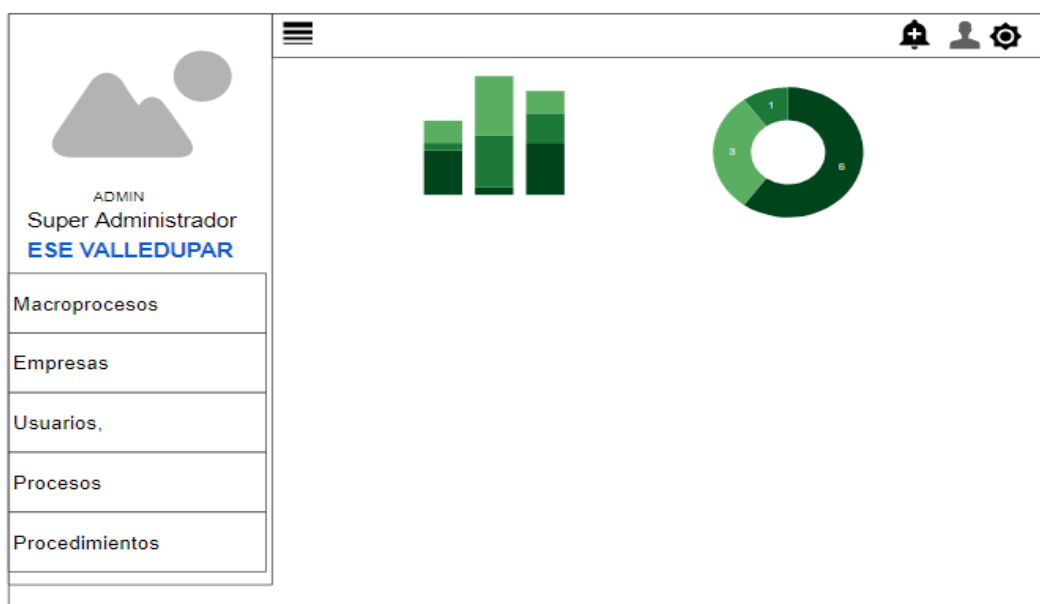 ADMIN
Super Administrador
ESE VALLEDUPAR
Macroprocesos
Empresas
Usuarios,
Procesos
Procedimientos
1
3
6